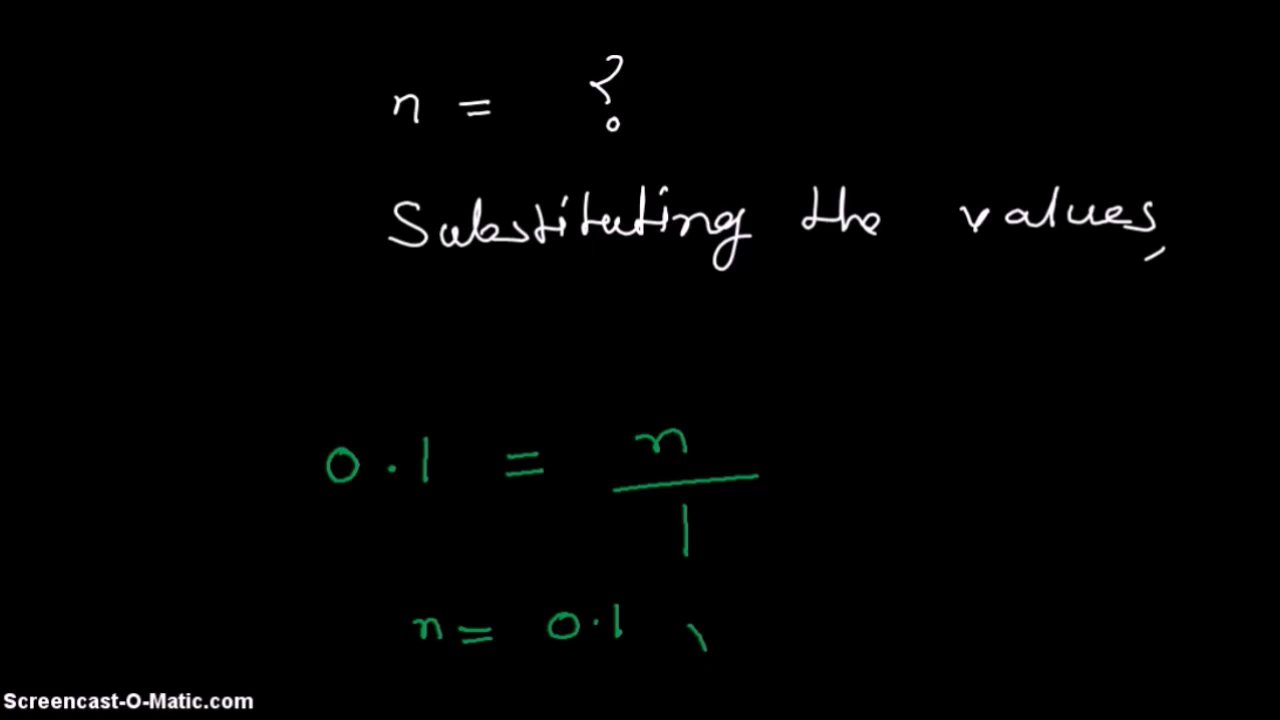 n = ?
Substituting the values,
0.1 = n
1
n = 0.1
Screencast-O-Matic.com